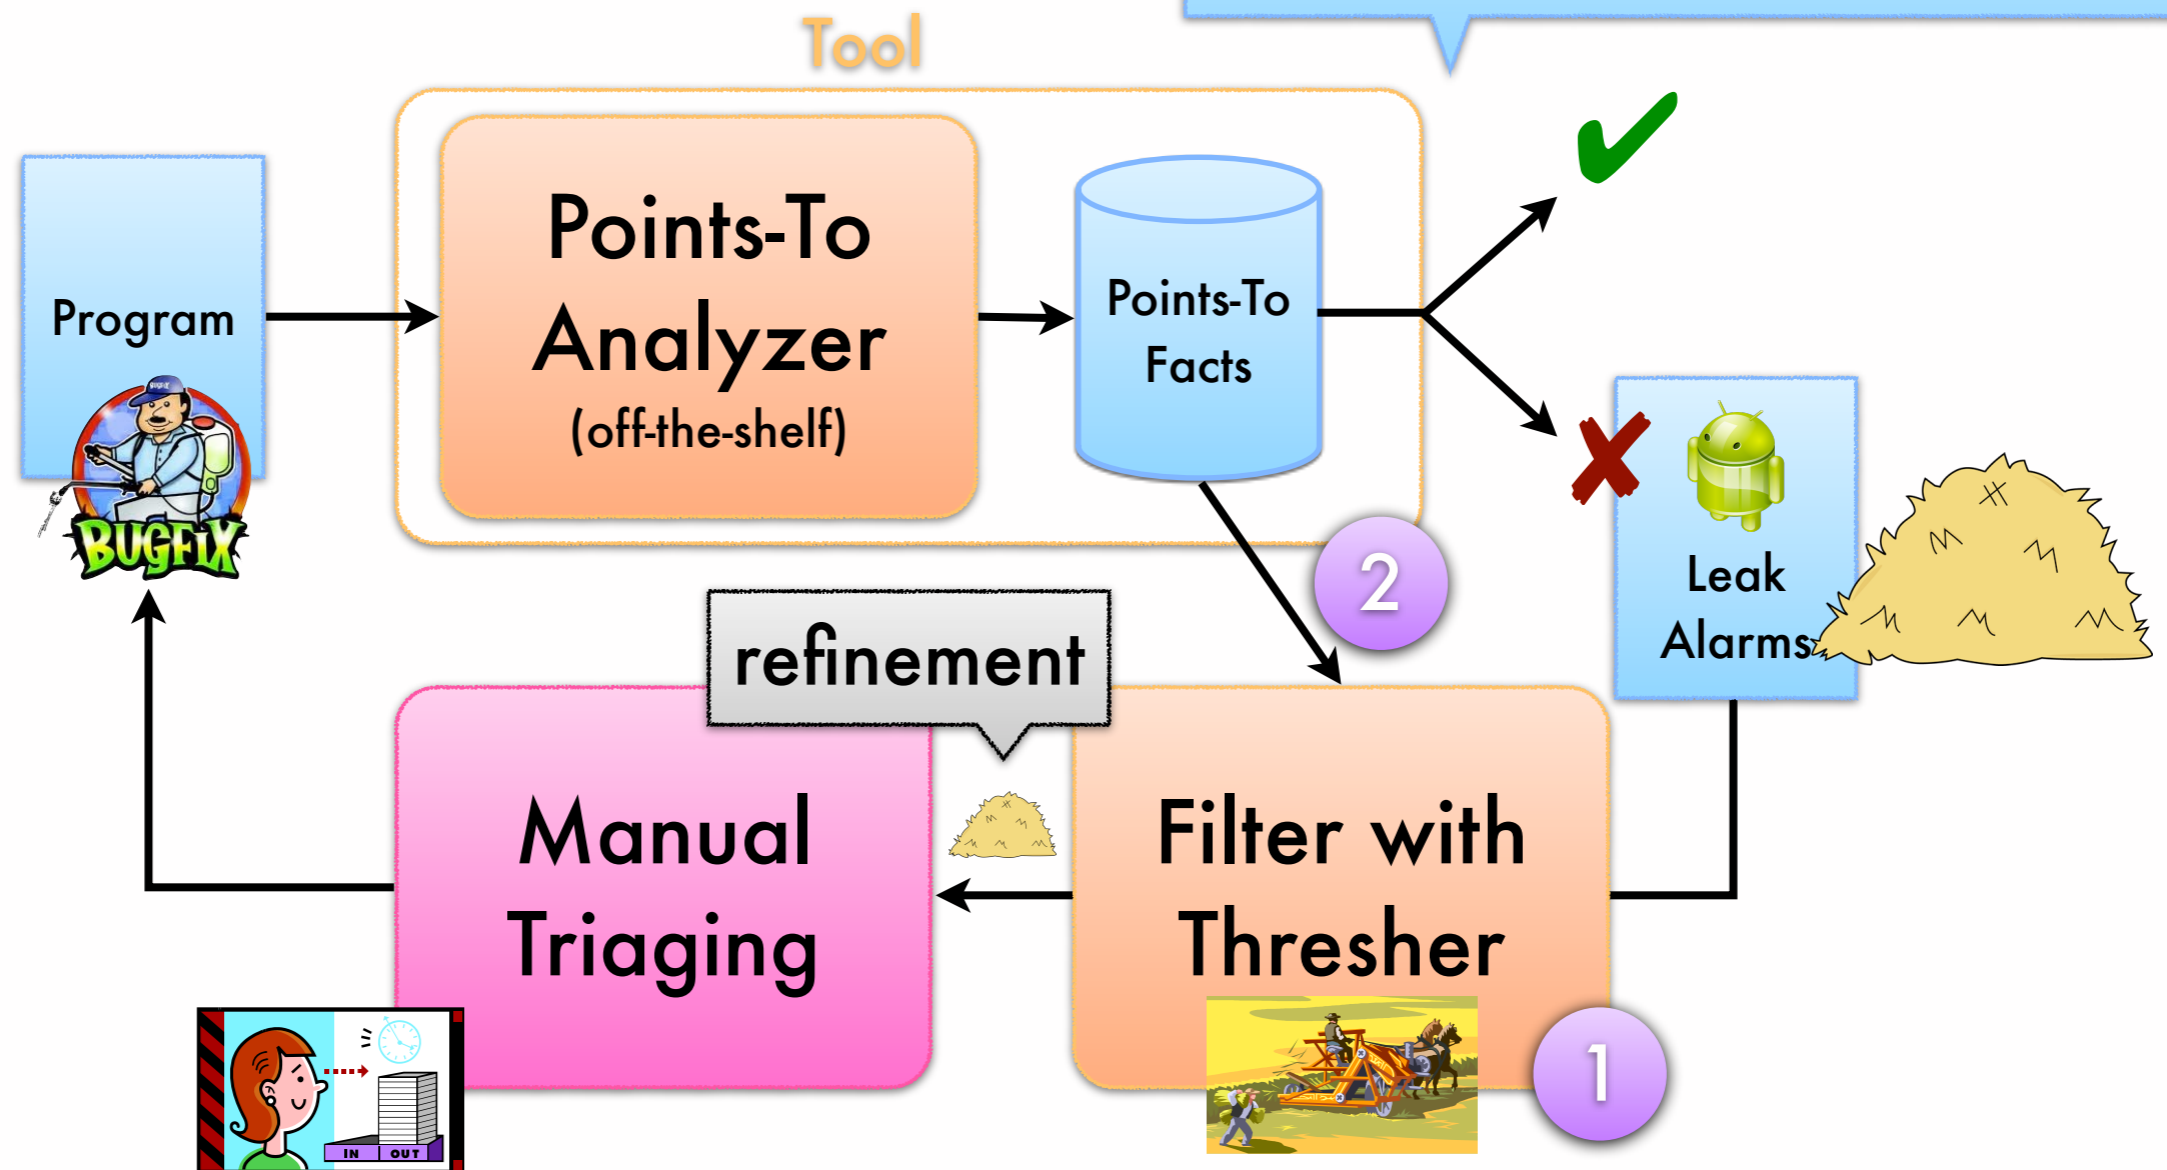 Tool
Program
BUGFIX
Points-To
Analyzer
(off-the-shelf)
Points-To
Facts
2
Leak
Alarms
refinement
Manual
Triaging
Filter with
Thresher
1
IN OUT